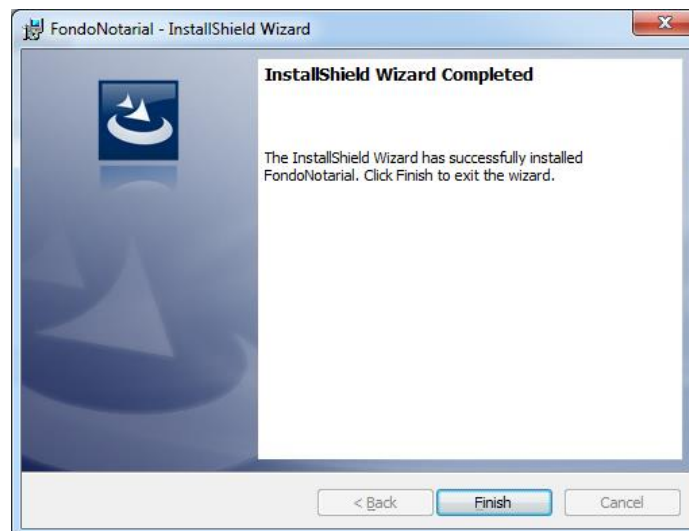 FondoNotarial - InstallShield Wizard
InstallShield Wizard Completed
The InstallShield Wizard has successfully installed
FondoNotarial. Click Finish to exit the wizard.
< Back Finish Cancel